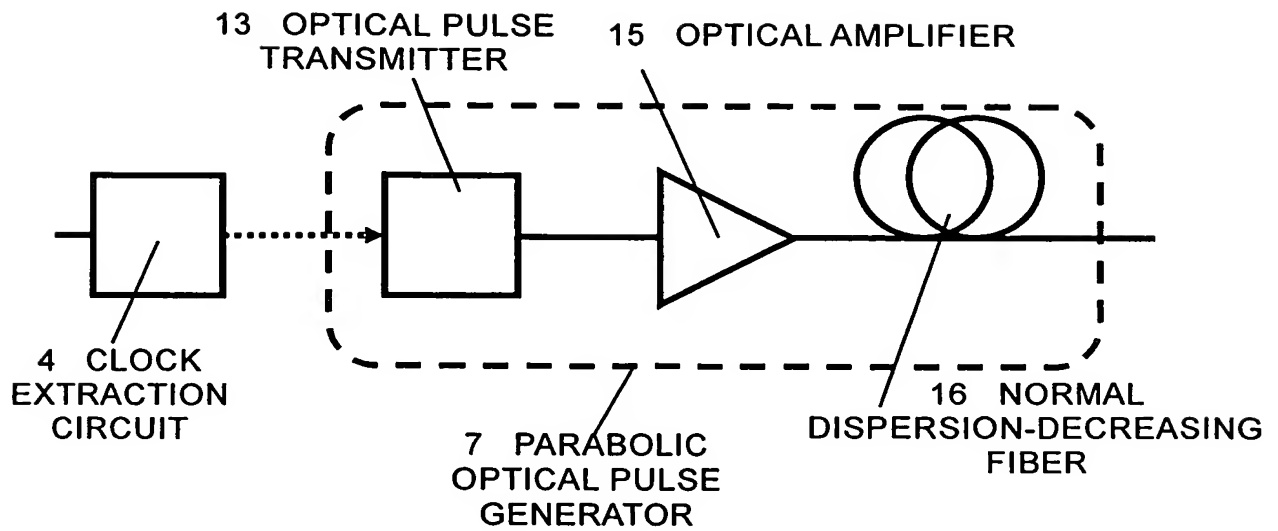 13 OPTICAL PULSE
TRANSMITTER
15 OPTICAL AMPLIFIER
4 CLOCK
EXTRACTION
CIRCUIT
7 PARABOLIC
OPTICAL PULSE
GENERATOR
16 NORMAL
DISPERSION-DECREASING
FIBER